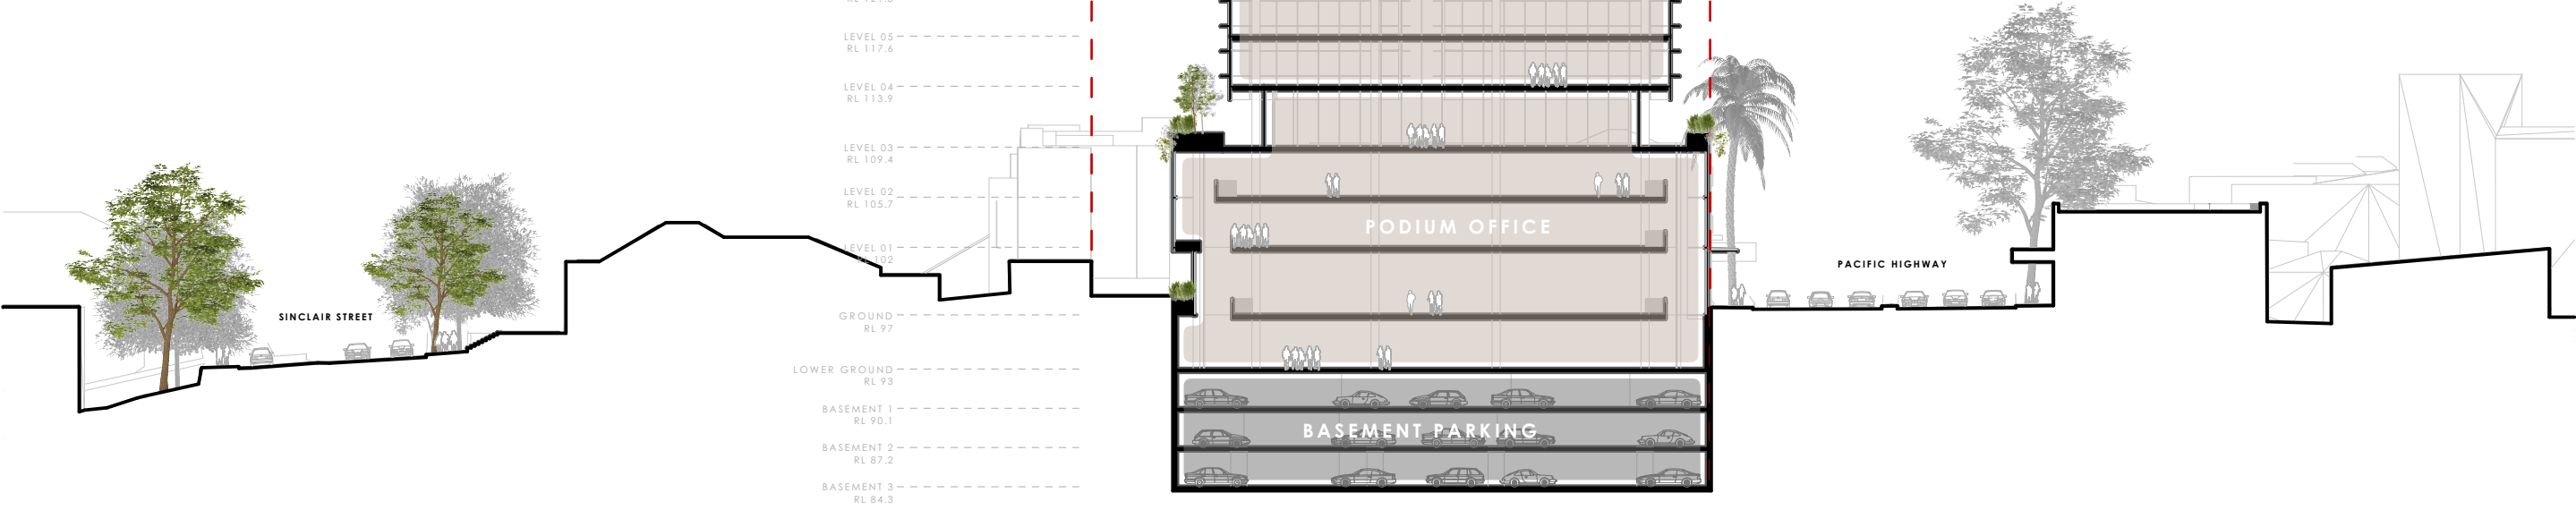 LEVEL 05
RL 117.6
LEVEL 04
RL 113.9
LEVEL 03
RL 109.4
LEVEL 02
RL 105.7
PODIUM OFFICE
LEVEL 01
RL 102
PACIFIC HIGHWAY
SINCLAIR STREET
GROUND
RL 97
LOWER GROUND
RL 93
BASEMENT 1
RL 90.1
BASEMENT PARKING
BASEMENT 2
RL 87.2
BASEMENT 3
RL 84.3